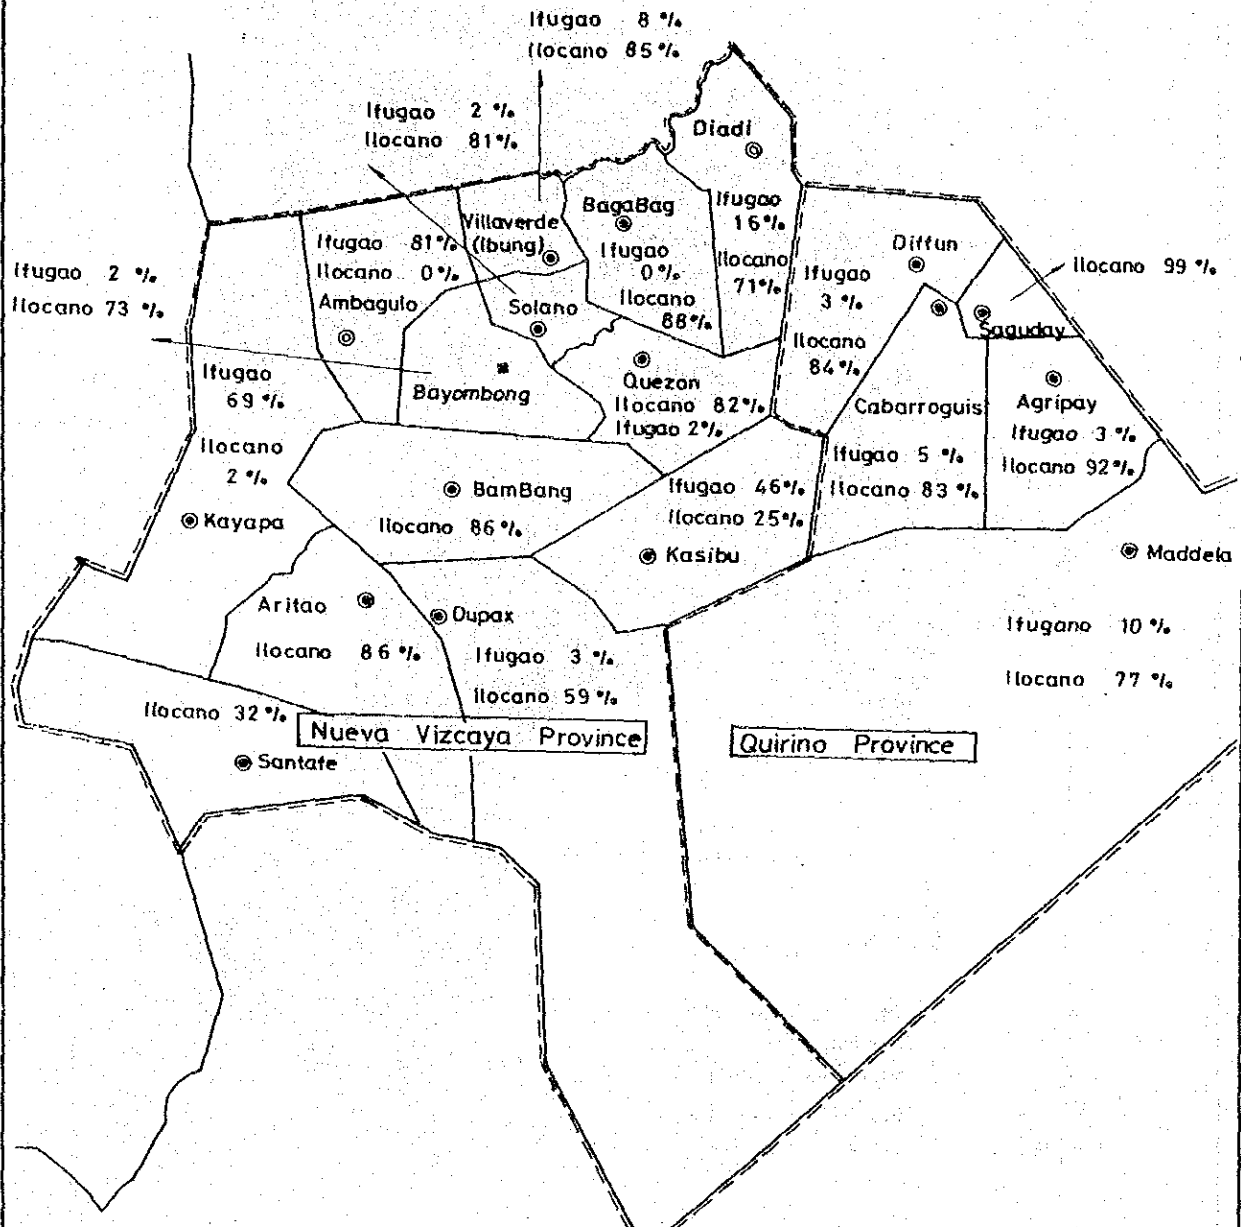 Ifugao 8 %
Ilocano 85 %
Ifugao 2 %
Ilocano 81 %
Diadi
Ifugao
16 %
Ilocano
71 %
BagaBag
Ifugao
0 %
Ilocano
88 %
Villaverde
(Ibung)
Ifugao 81 %
Ilocano 0 %
Ambagulo
Solano
Diffun
Ifugao
3 %
Ilocano
84 %
Ilocano 99 %
Saguday
Ifugao 2 %
Ilocano 73 %
Ifugao
69 %
Ilocano
2 %
Kayapa
Bayombong
Quezon
Ilocano 82 %
Ifugao 2 %
Cabarroguis
Ifugao 5 %
Ilocano 83 %
Agripay
Ifugao 3 %
Ilocano 92 %
BamBang
Ilocano 86 %
Ifugao 46 %
Ilocano 25 %
Kasibu
Maddela
Ifugano 10 %
Ilocano 77 %
Aritao
Ilocano 86 %
Dupax
Ifugao 3 %
Ilocano 59 %
Ilocano 32 %
Santafe
Nueva Vizcaya Province
Quirino Province